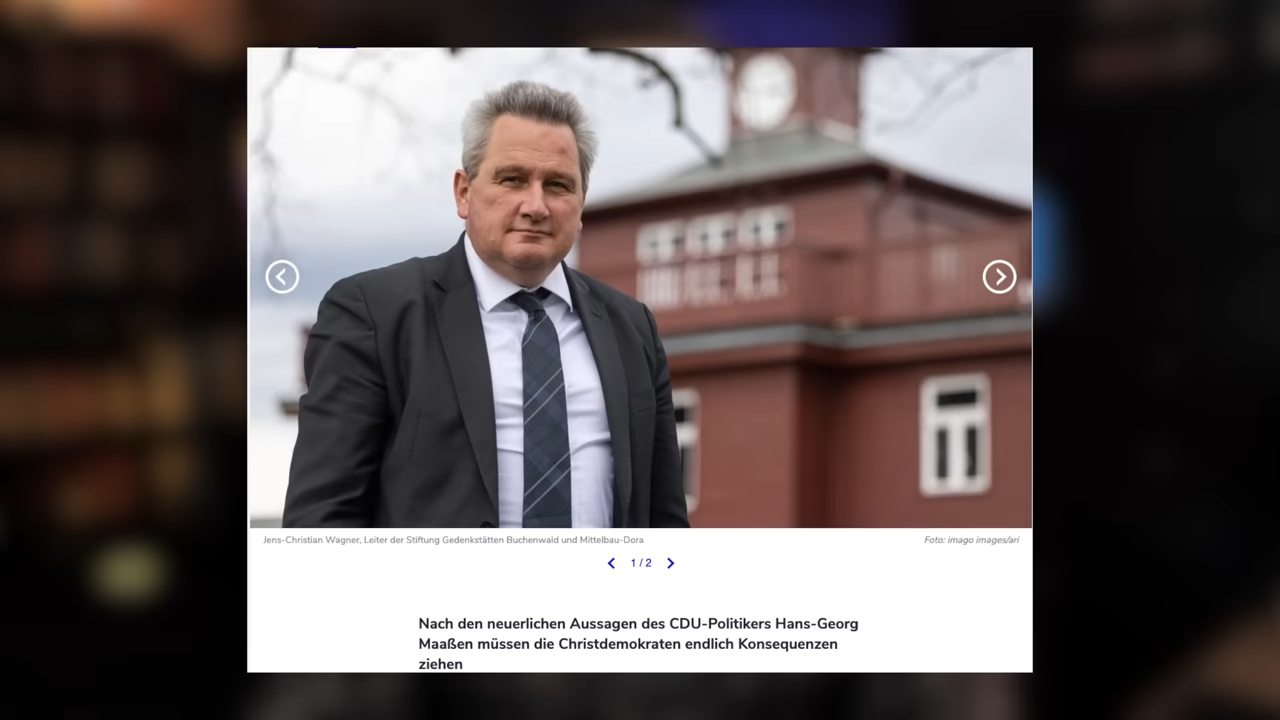 Jens-Christian Wagner, Leiter der Stiftung Gedenkstätten Buchenwald und Mittelbau-Dora
Foto: imago images/ari
1 / 2
Nach den neuerlichen Aussagen des CDU-Politikers Hans-Georg
Maaßen müssen die Christdemokraten endlich Konsequenzen
ziehen